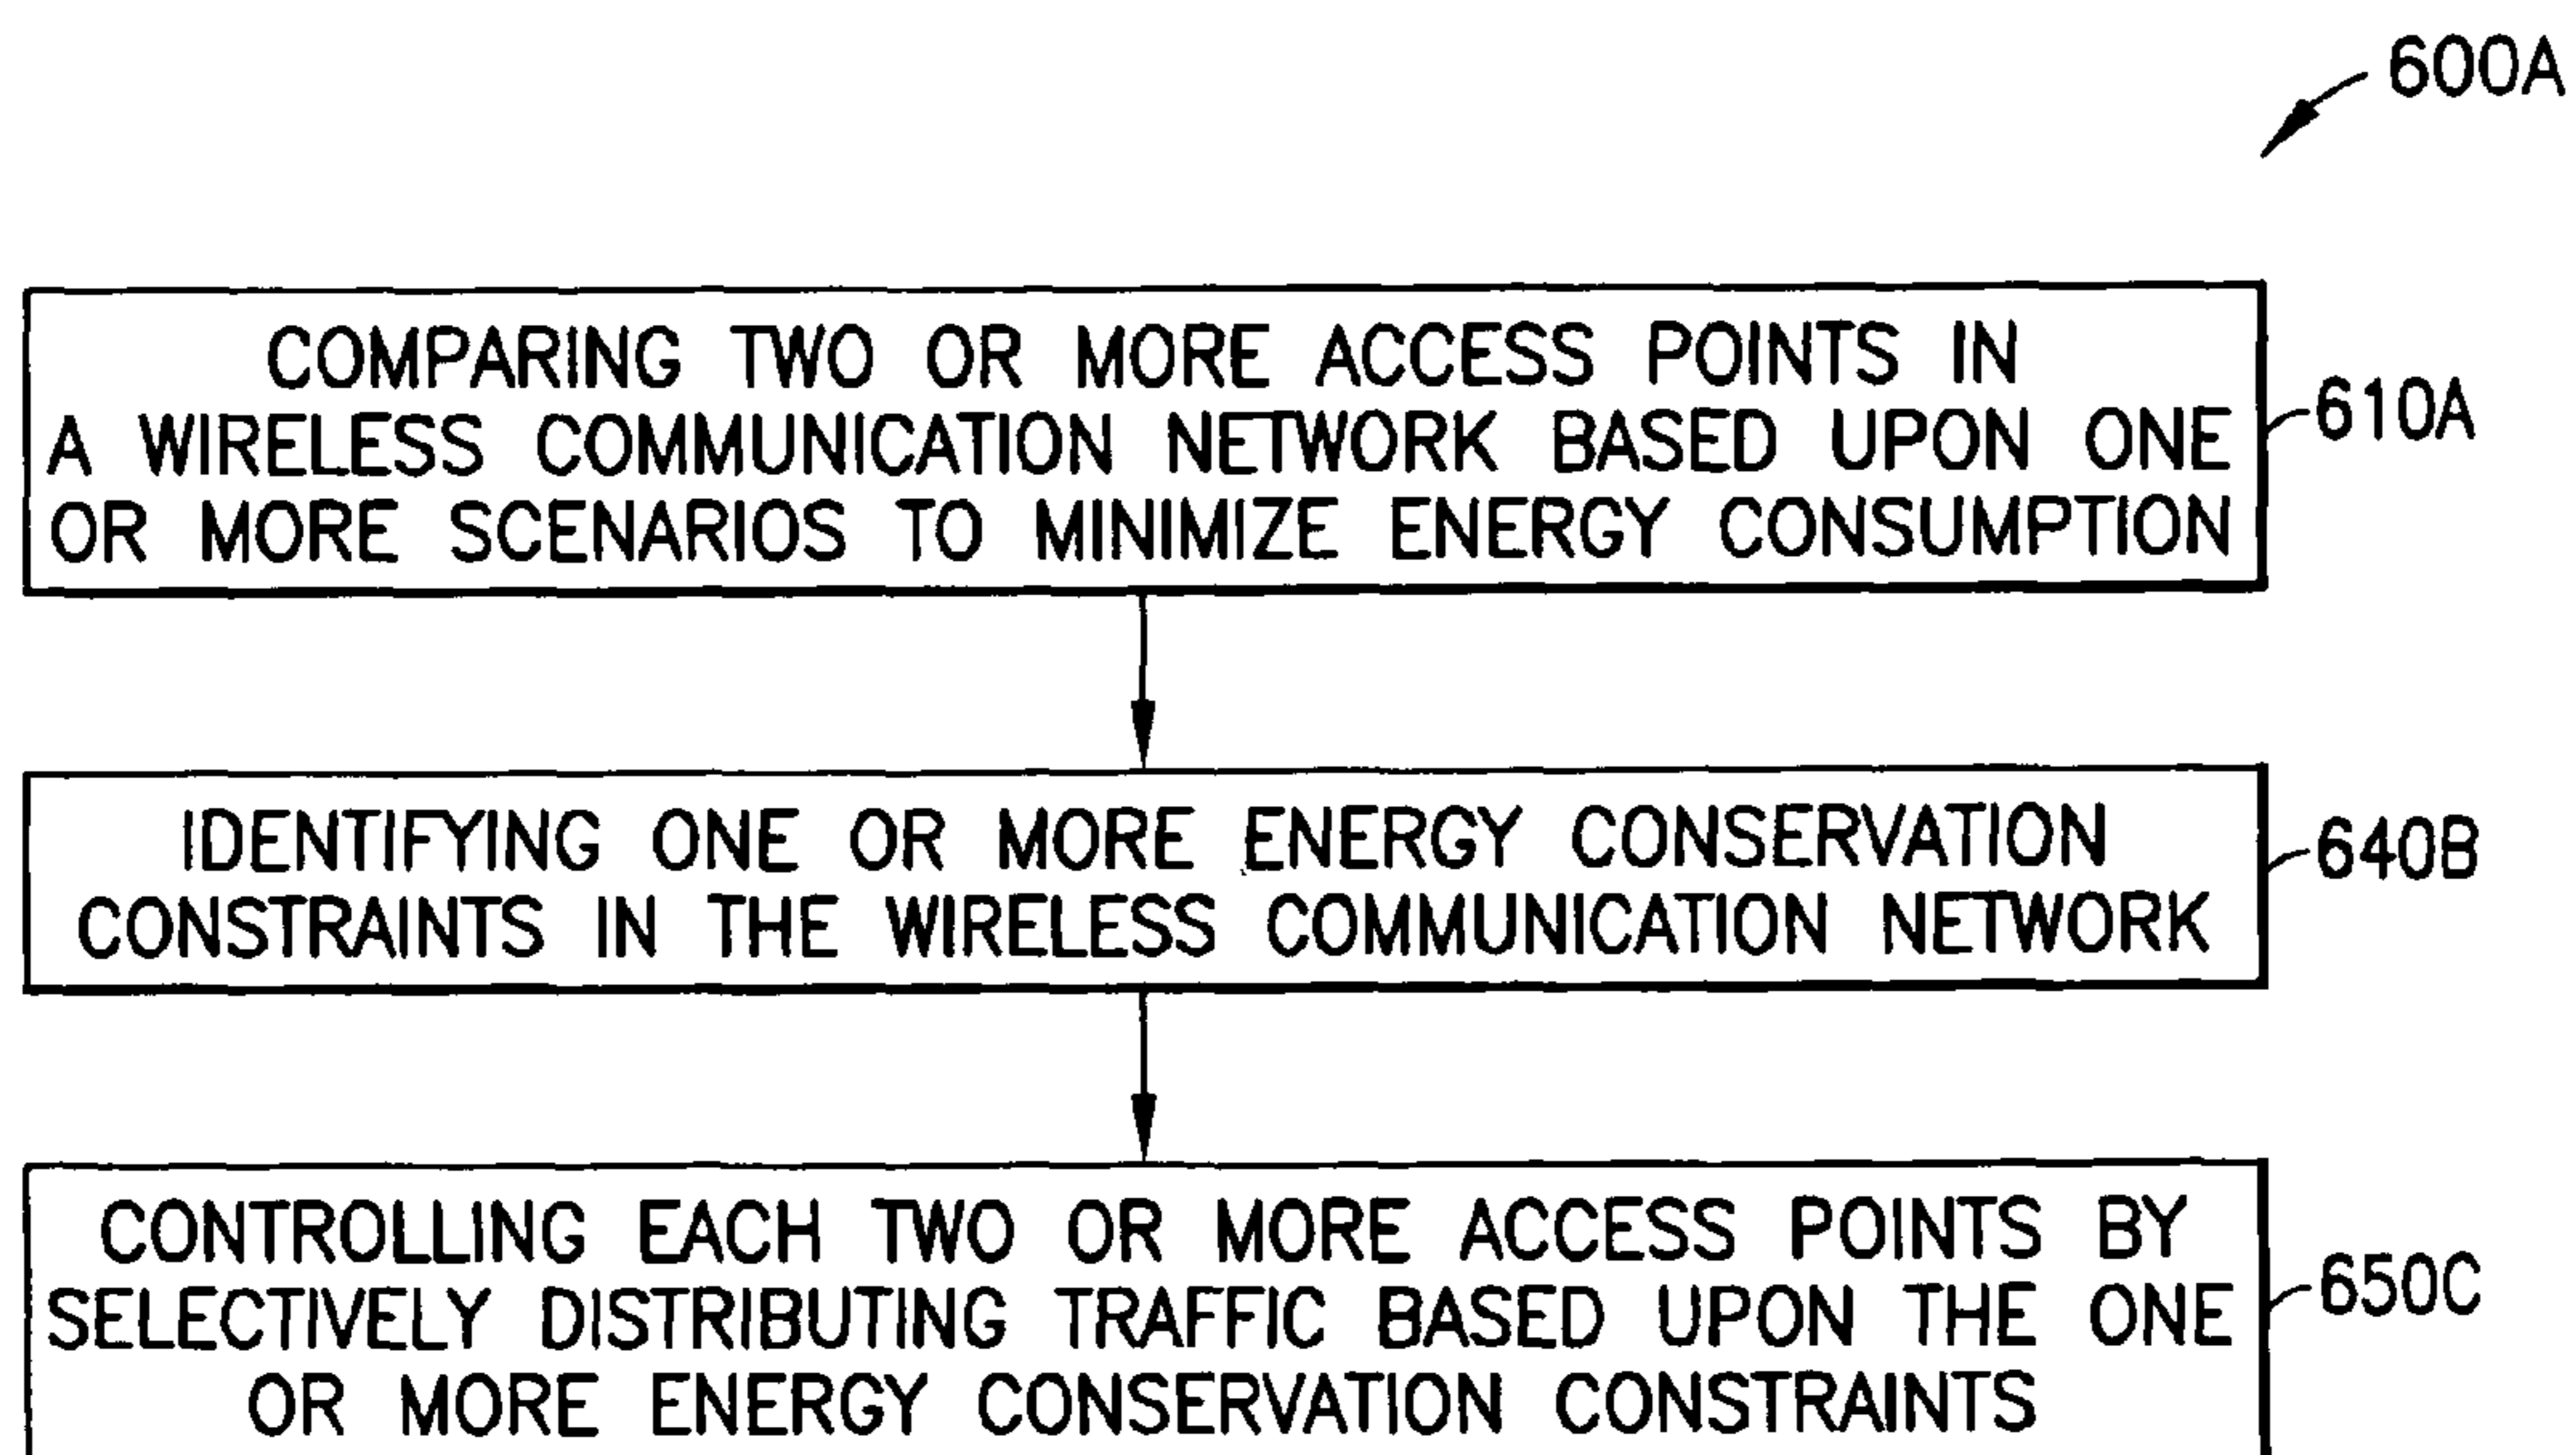 600A
COMPARING TWO OR MORE ACCESS POINTS IN
A WIRELESS COMMUNICATION NETWORK BASED UPON ONE
OR MORE SCENARIOS TO MINIMIZE ENERGY CONSUMPTION
610A
IDENTIFYING ONE OR MORE ENERGY CONSERVATION
CONSTRAINTS IN THE WIRELESS COMMUNICATION NETWORK
640B
CONTROLLING EACH TWO OR MORE ACCESS POINTS BY
SELECTIVELY DISTRIBUTING TRAFFIC BASED UPON THE ONE
OR MORE ENERGY CONSERVATION CONSTRAINTS
650C